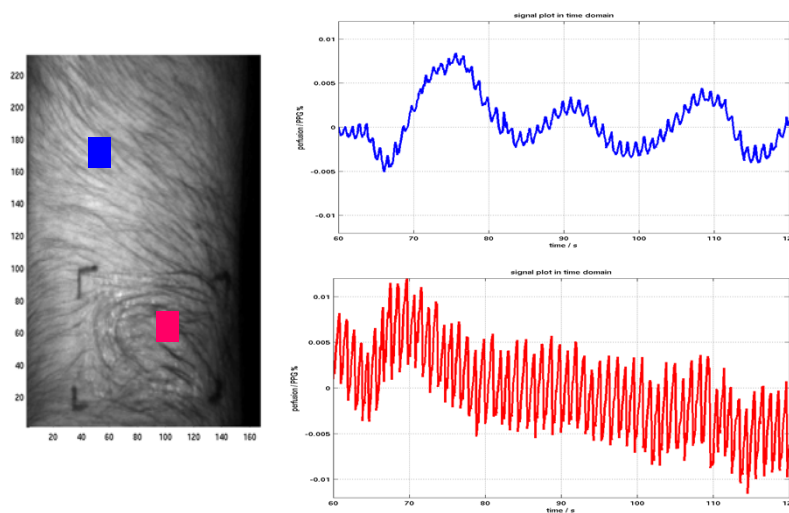 220
200
180
160
140
120
100
80
60
40
20
20 40 60 80 100 120 140 160
signal plot in time domain
perfusion / PPG %
0.01
0.005
0
-0.005
-0.01
60 70 80 90 100 110 120
time / s
signal plot in time domain
perfusion / PPG %
0.01
0.005
0
-0.005
-0.01
60 70 80 90 100 110 12
time / s